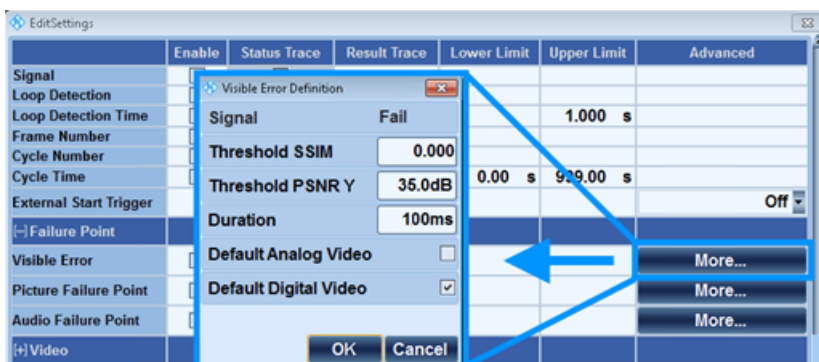 EditSettings
Enable Status Trace Result Trace Lower Limit Upper Limit Advanced
Signal
Loop Detection
Loop Detection Time 1.000 s
Frame Number
Cycle Number
Cycle Time 0.00 s 999.00 s
External Start Trigger Off
[-] Failure Point
Visible Error More...
Picture Failure Point More...
Audio Failure Point More...
[+] Video
Visible Error Definition
Signal Fail
Threshold SSIM 0.000
Threshold PSNR Y 35.0dB
Duration 100ms
Default Analog Video
Default Digital Video
OK Cancel